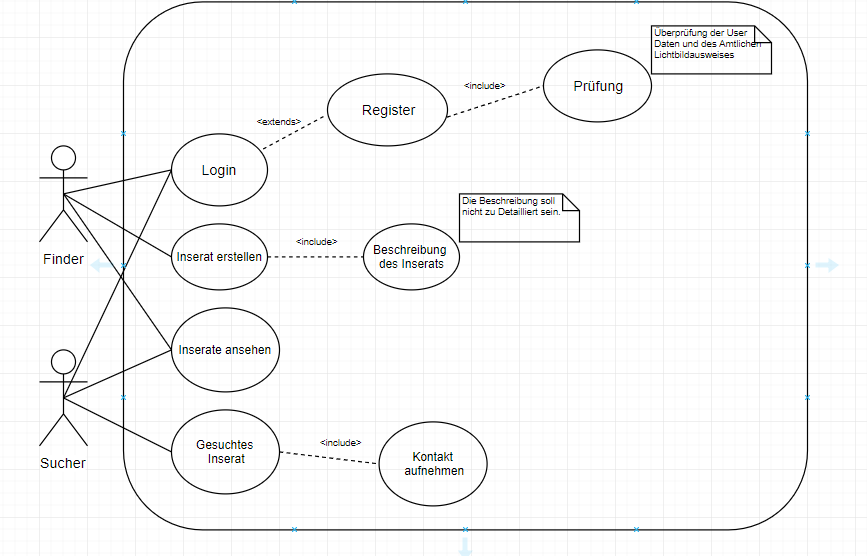 Überprüfung der User
Daten und des Amtlichen
Lichtbildausweises
<include>
Prüfung
Register
<extends>
Login
Finder
Die Beschreibung soll
nicht zu Detailliert sein.
Inserat erstellen
<include>
Beschreibung
des Inserats
Inserate ansehen
Sucher
Gesuchtes
Inserat
<include>
Kontakt
aufnehmen